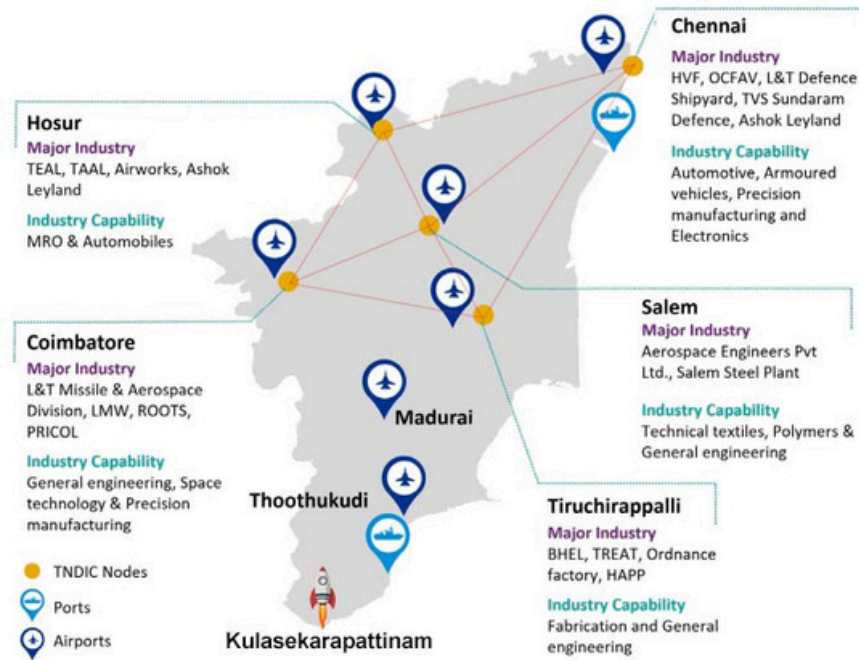 Chennai
Major Industry
HVF, OCFAV, L&T Defence
Shipyard, TVS Sundaram
Defence, Ashok Leyland
Industry Capability
Automotive, Armoured
vehicles, Precision
manufacturing and
Electronics
Hosur
Major Industry
TEAL, TAAL, Airworks, Ashok
Leyland
Industry Capability
MRO & Automobiles
Coimbatore
Major Industry
L&T Missile & Aerospace
Division, LMW, ROOTS,
PRICOL
Industry Capability
General engineering, Space
technology & Precision
manufacturing
Salem
Major Industry
Aerospace Engineers Pvt
Ltd., Salem Steel Plant
Industry Capability
Technical textiles, Polymers &
General engineering
Madurai
Thoothukudi
Tiruchirappalli
Major Industry
BHEL, TREAT, Ordnance
factory, HAPP
Industry Capability
Fabrication and General
engineering
TNDIC Nodes
Ports
Airports
Kulasekarapattinam